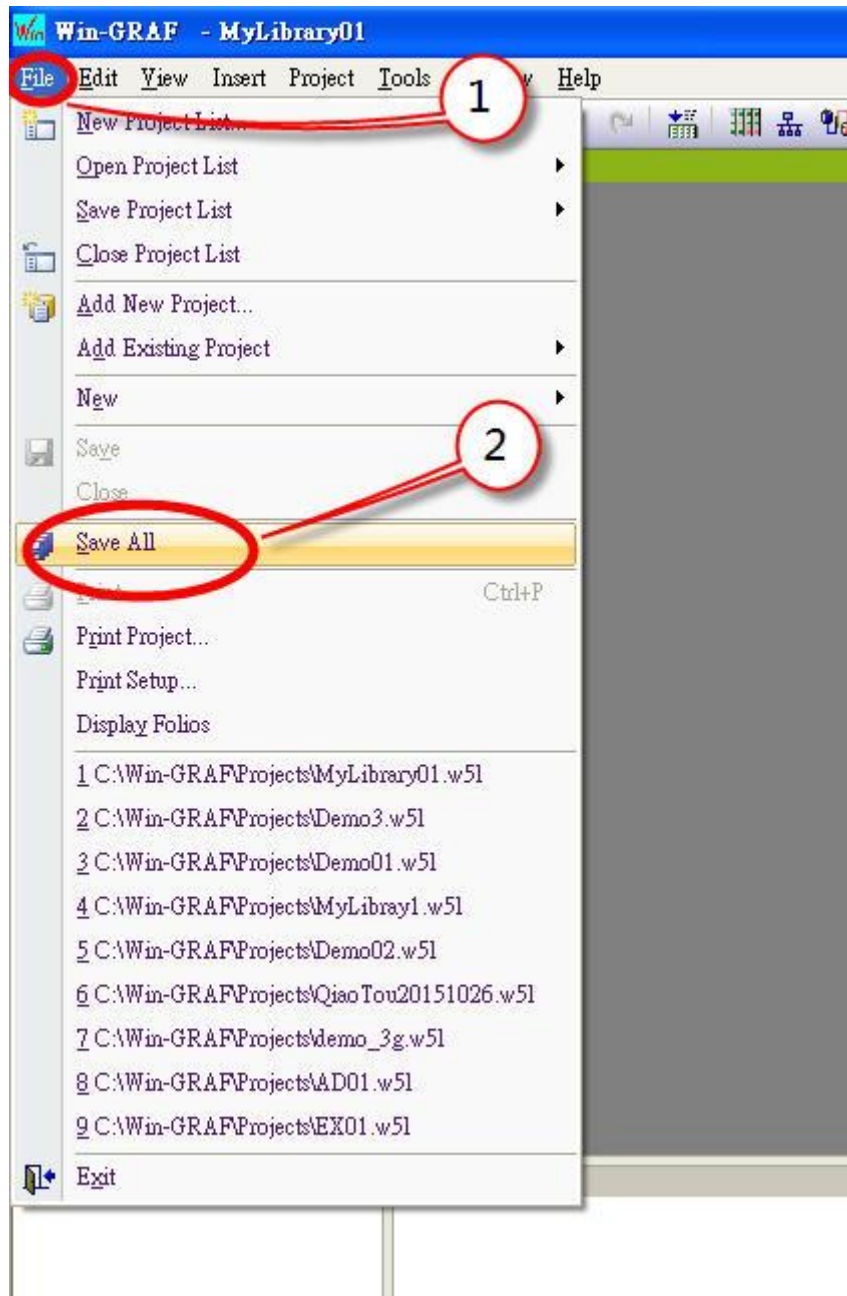 Win Win-GRAF - MyLibrary01
File Edit View Insert Project Tools Help
1
New Project List...
Open Project List
Save Project List
Close Project List
Add New Project...
Add Existing Project
New
2
Save
Close
Save All
Print Ctrl+P
Print Project...
Print Setup...
Display Folios
1 C:\Win-GRAF\Projects\MyLibrary01.w5l
2 C:\Win-GRAF\Projects\Demo3.w5l
3 C:\Win-GRAF\Projects\Demo01.w5l
4 C:\Win-GRAF\Projects\MyLibray1.w5l
5 C:\Win-GRAF\Projects\Demo02.w5l
6 C:\Win-GRAF\Projects\QiaoTou20151026.w5l
7 C:\Win-GRAF\Projects\demo_3g.w5l
8 C:\Win-GRAF\Projects\AD01.w5l
9 C:\Win-GRAF\Projects\EX01.w5l
Exit